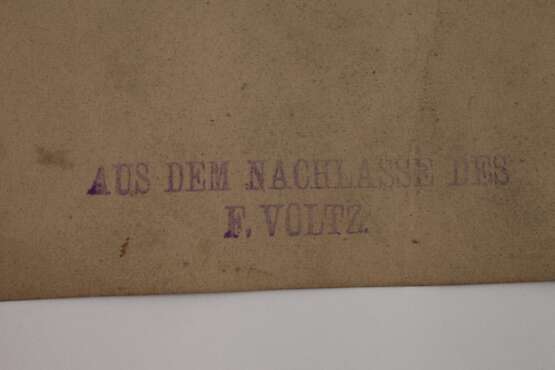 AUS DEM NACHLASSE DES
F. VOLTZ.